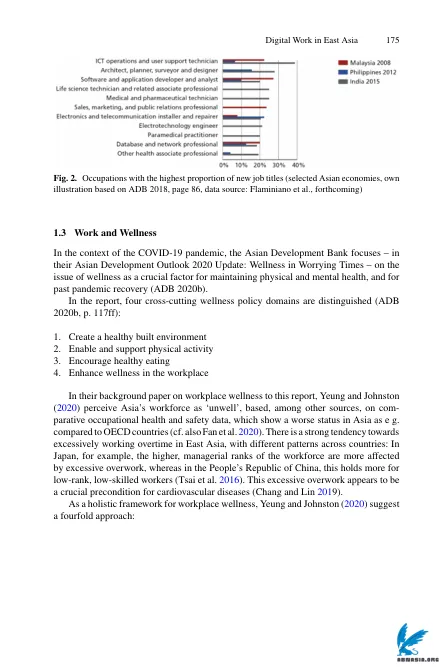 Digital Work in East Asia 175
ICT operations and user support technician
Architect, planner, surveyor and designer
Software and application developer and analyst
Life science technician and related associate professional
Medical and pharmaceutical technician
Sales, marketing, and public relations professional
Electronics and telecommunication installer and repairer
Electrotechnology engineer
Paramedical practitioner
Database and network professional
Other health associate professional
0% 10% 20% 30% 40%
Malaysia 2008
Philippines 2012
India 2015
Fig. 2. Occupations with the highest proportion of new job titles (selected Asian economies, own
illustration based on ADB 2018, page 86, data source: Flaminiano et al., forthcoming)
1.3 Work and Wellness
In the context of the COVID-19 pandemic, the Asian Development Bank focuses – in
their Asian Development Outlook 2020 Update: Wellness in Worrying Times – on the
issue of wellness as a crucial factor for maintaining physical and mental health, and for
past pandemic recovery (ADB 2020b).
In the report, four cross-cutting wellness policy domains are distinguished (ADB
2020b, p. 117ff):
1. Create a healthy built environment
2. Enable and support physical activity
3. Encourage healthy eating
4. Enhance wellness in the workplace
In their background paper on workplace wellness to this report, Yeung and Johnston
(2020) perceive Asia's workforce as 'unwell', based, among other sources, on com-
parative occupational health and safety data, which show a worse status in Asia as e g.
compared to OECD countries (cf. also Fan et al. 2020). There is a strong tendency towards
excessively working overtime in East Asia, with different patterns across countries: In
Japan, for example, the higher, managerial ranks of the workforce are more affected
by excessive overwork, whereas in the People's Republic of China, this holds more for
low-rank, low-skilled workers (Tsai et al. 2016). This excessive overwork appears to be
a crucial precondition for cardiovascular diseases (Chang and Lin 2019).
As a holistic framework for workplace wellness, Yeung and Johnston (2020) suggest
a fourfold approach: